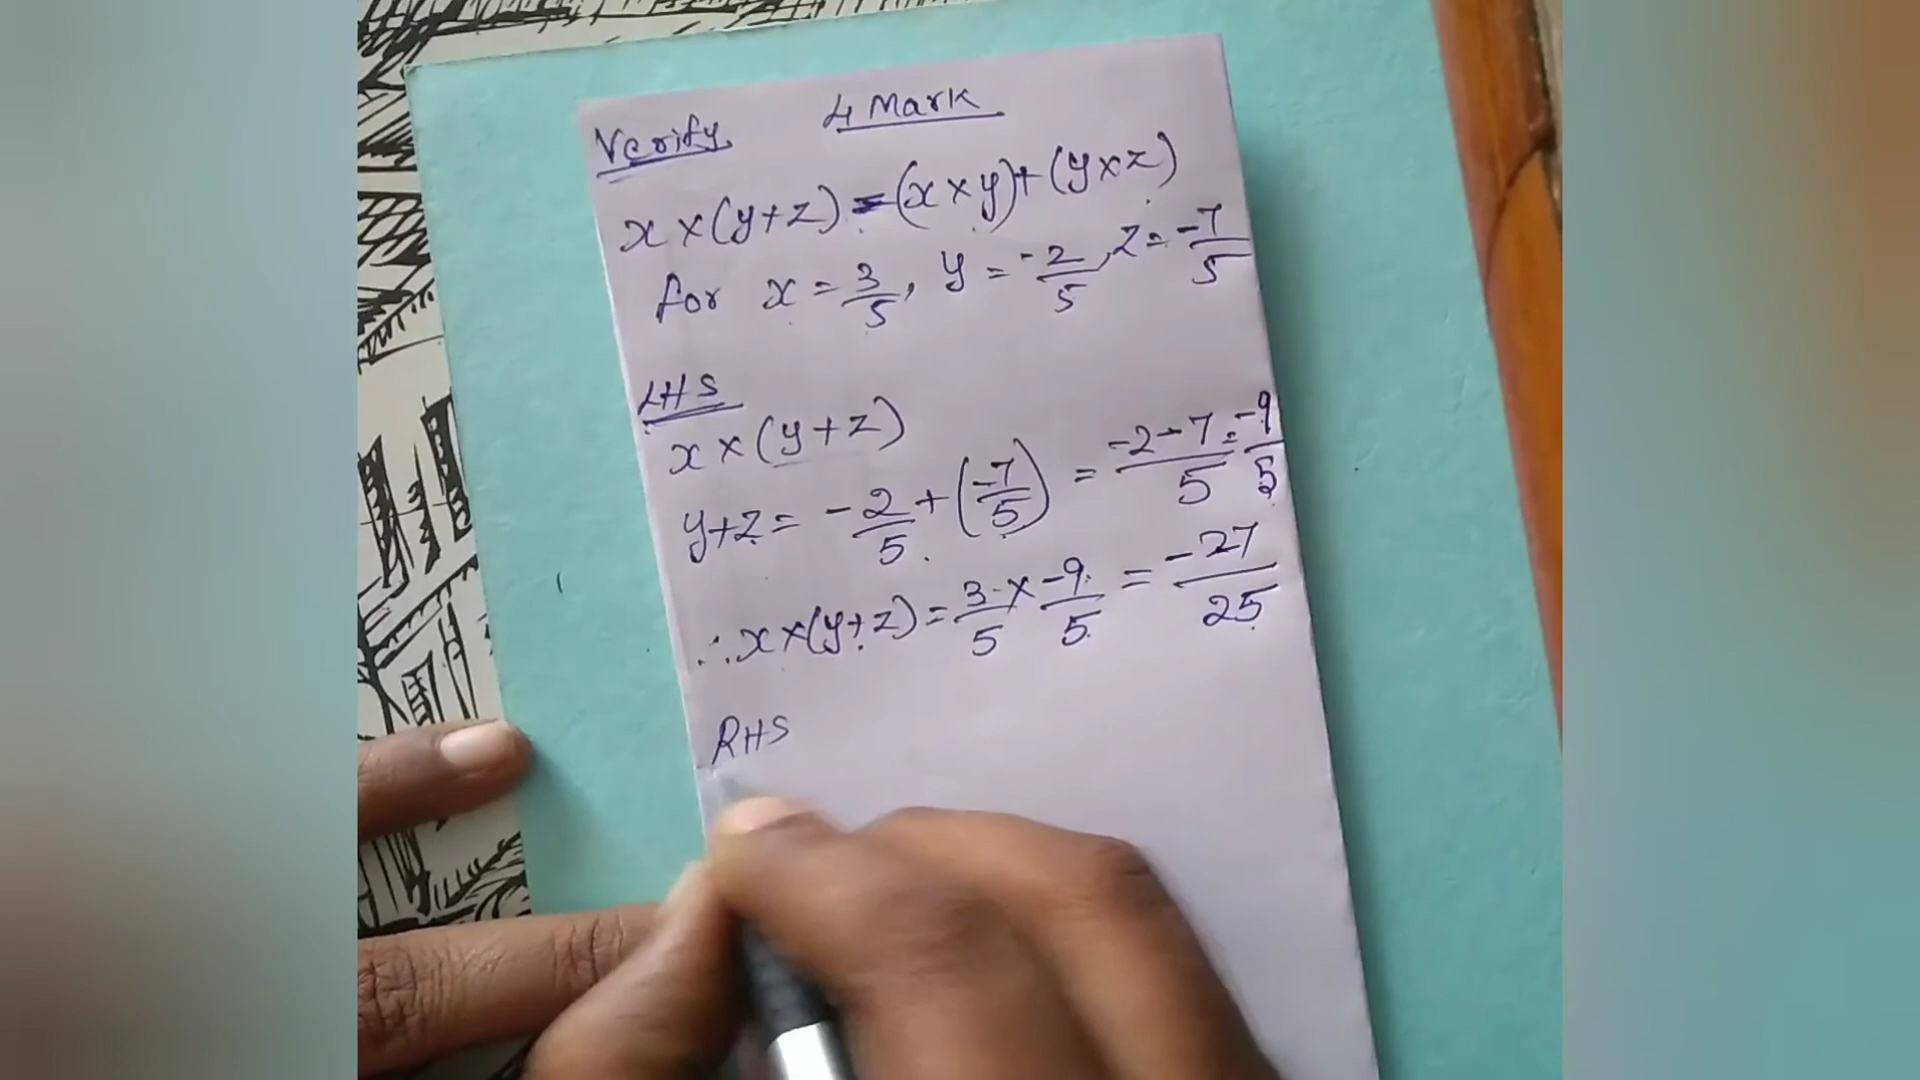 Verify 4 Mark
x×(y+z) = (x×y)+(y×z)
for x = 3/5, y = -2/5, z = -7/5
LHS
x×(y+z)
y+z = -2/5 + (-7/5) = -2-7/5 = -9/5
∴ x×(y+z) = 3/5 × -9/5 = -27/25
RHS